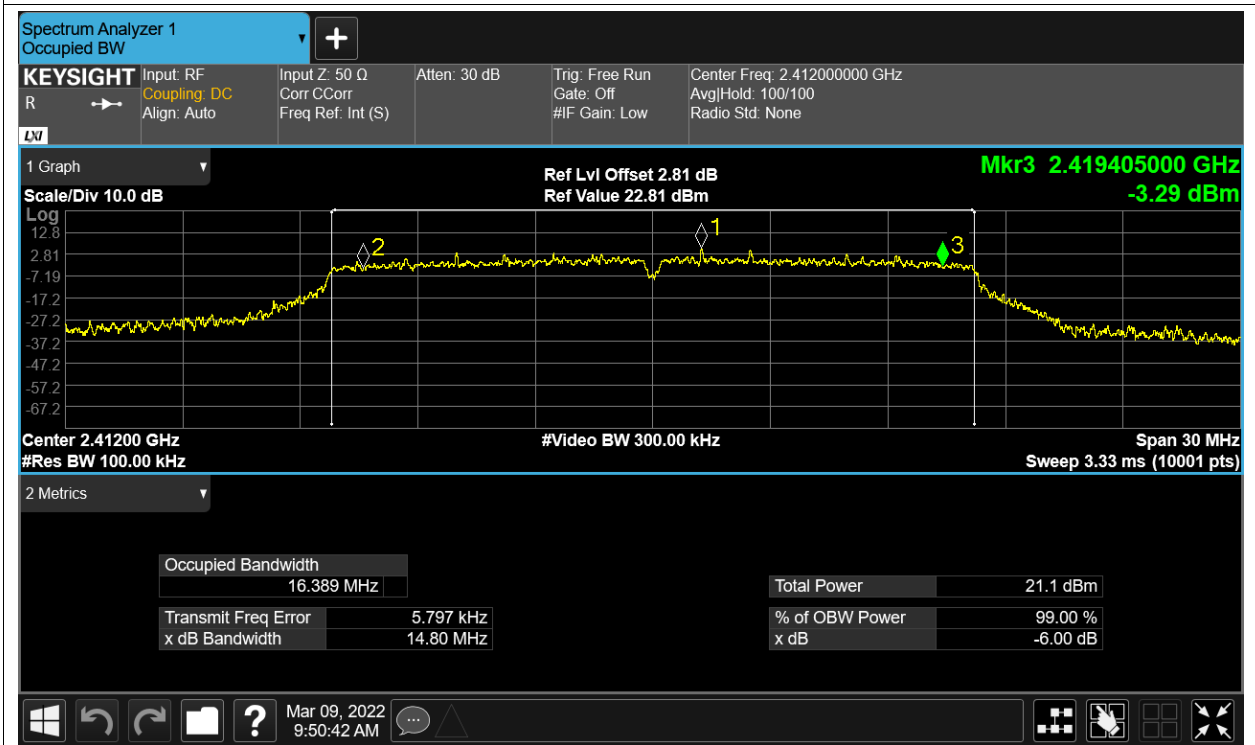 Spectrum Analyzer 1
Occupied BW
KEYSIGHT
R
LXI
Input: RF
Coupling: DC
Align: Auto
Input Z: 50 Ω
Corr CCorr
Freq Ref: Int (S)
Atten: 30 dB
Trig: Free Run
Gate: Off
#IF Gain: Low
Center Freq: 2.412000000 GHz
Avg|Hold: 100/100
Radio Std: None
1 Graph
Scale/Div 10.0 dB
Ref Lvl Offset 2.81 dB
Ref Value 22.81 dBm
Mkr3 2.419405000 GHz
-3.29 dBm
Log
12.8
2.81
-7.19
-17.2
-27.2
-37.2
-47.2
-57.2
-67.2
2
1
3
Center 2.41200 GHz
#Res BW 100.00 kHz
#Video BW 300.00 kHz
Span 30 MHz
Sweep 3.33 ms (10001 pts)
2 Metrics
Occupied Bandwidth
16.389 MHz
Transmit Freq Error 5.797 kHz
x dB Bandwidth 14.80 MHz
Total Power 21.1 dBm
% of OBW Power 99.00 %
x dB -6.00 dB
?
Mar 09, 2022
9:50:42 AM